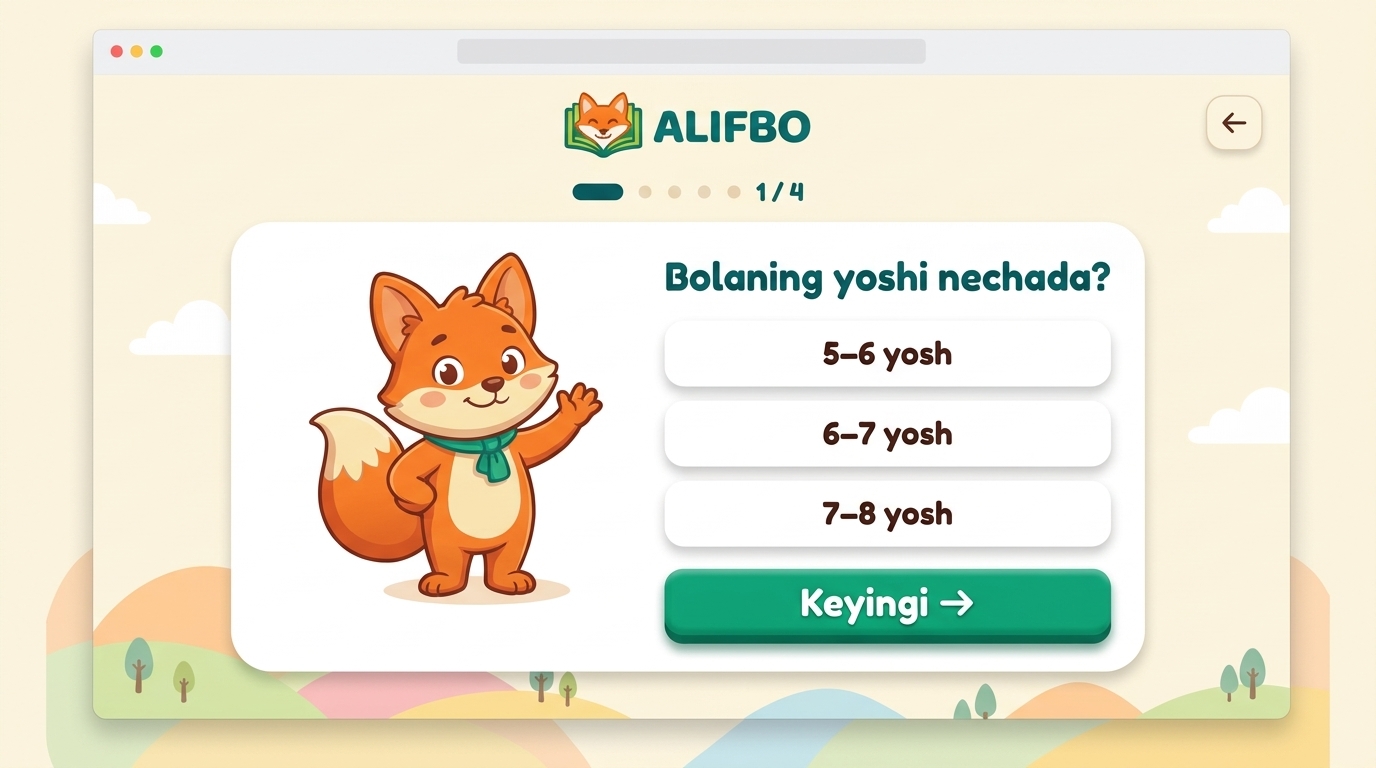 ALIFBO
1 / 4
Bolaning yoshi nechada?
5–6 yosh
6–7 yosh
7–8 yosh
Keyingi →